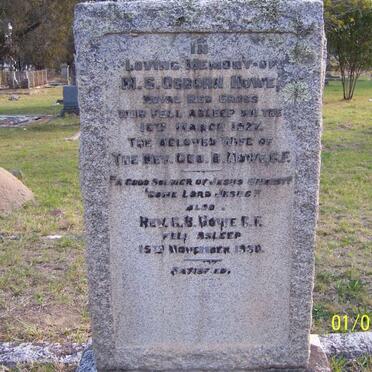 IN
LOVING MEMORY OF
M. S. OSBORN HOWE,
ROYAL RED CROSS
WHO FELL ASLEEP ON THE
MARCH 1927.
THE BELOVED WIFE OF
THE REV. GEO. B. HOWE C.F.
"A GOOD SOLDIER OF JESUS CHRIST"
"COME LORD JESUS"
ALSO
REV. G. B. HOWE C.F.
FELL ASLEEP
15TH NOVEMBER 1930.
SATISFIED.
01/0